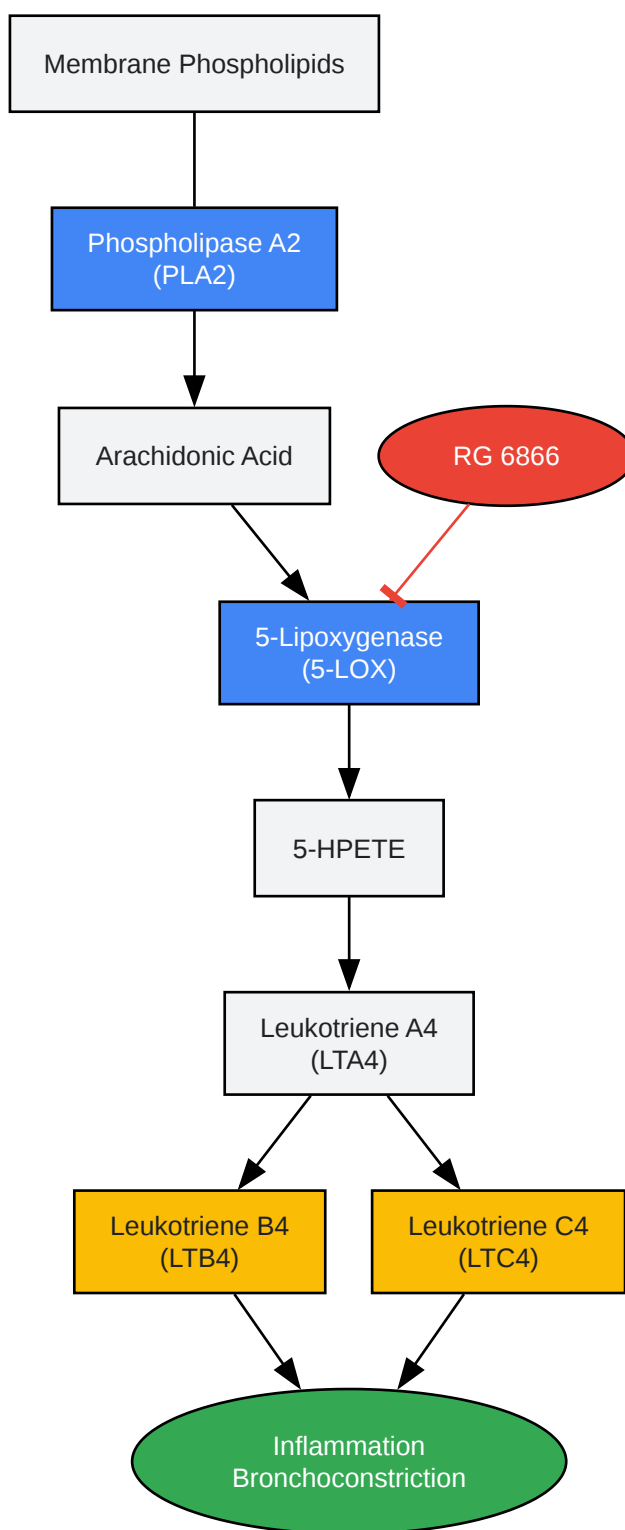 Membrane Phospholipids
Phospholipase A2
(PLA2)
Arachidonic Acid
RG 6866
5-Lipoxygenase
(5-LOX)
5-HPETE
Leukotriene A4
(LTA4)
Leukotriene B4
(LTB4)
Leukotriene C4
(LTC4)
Inflammation
Bronchoconstriction